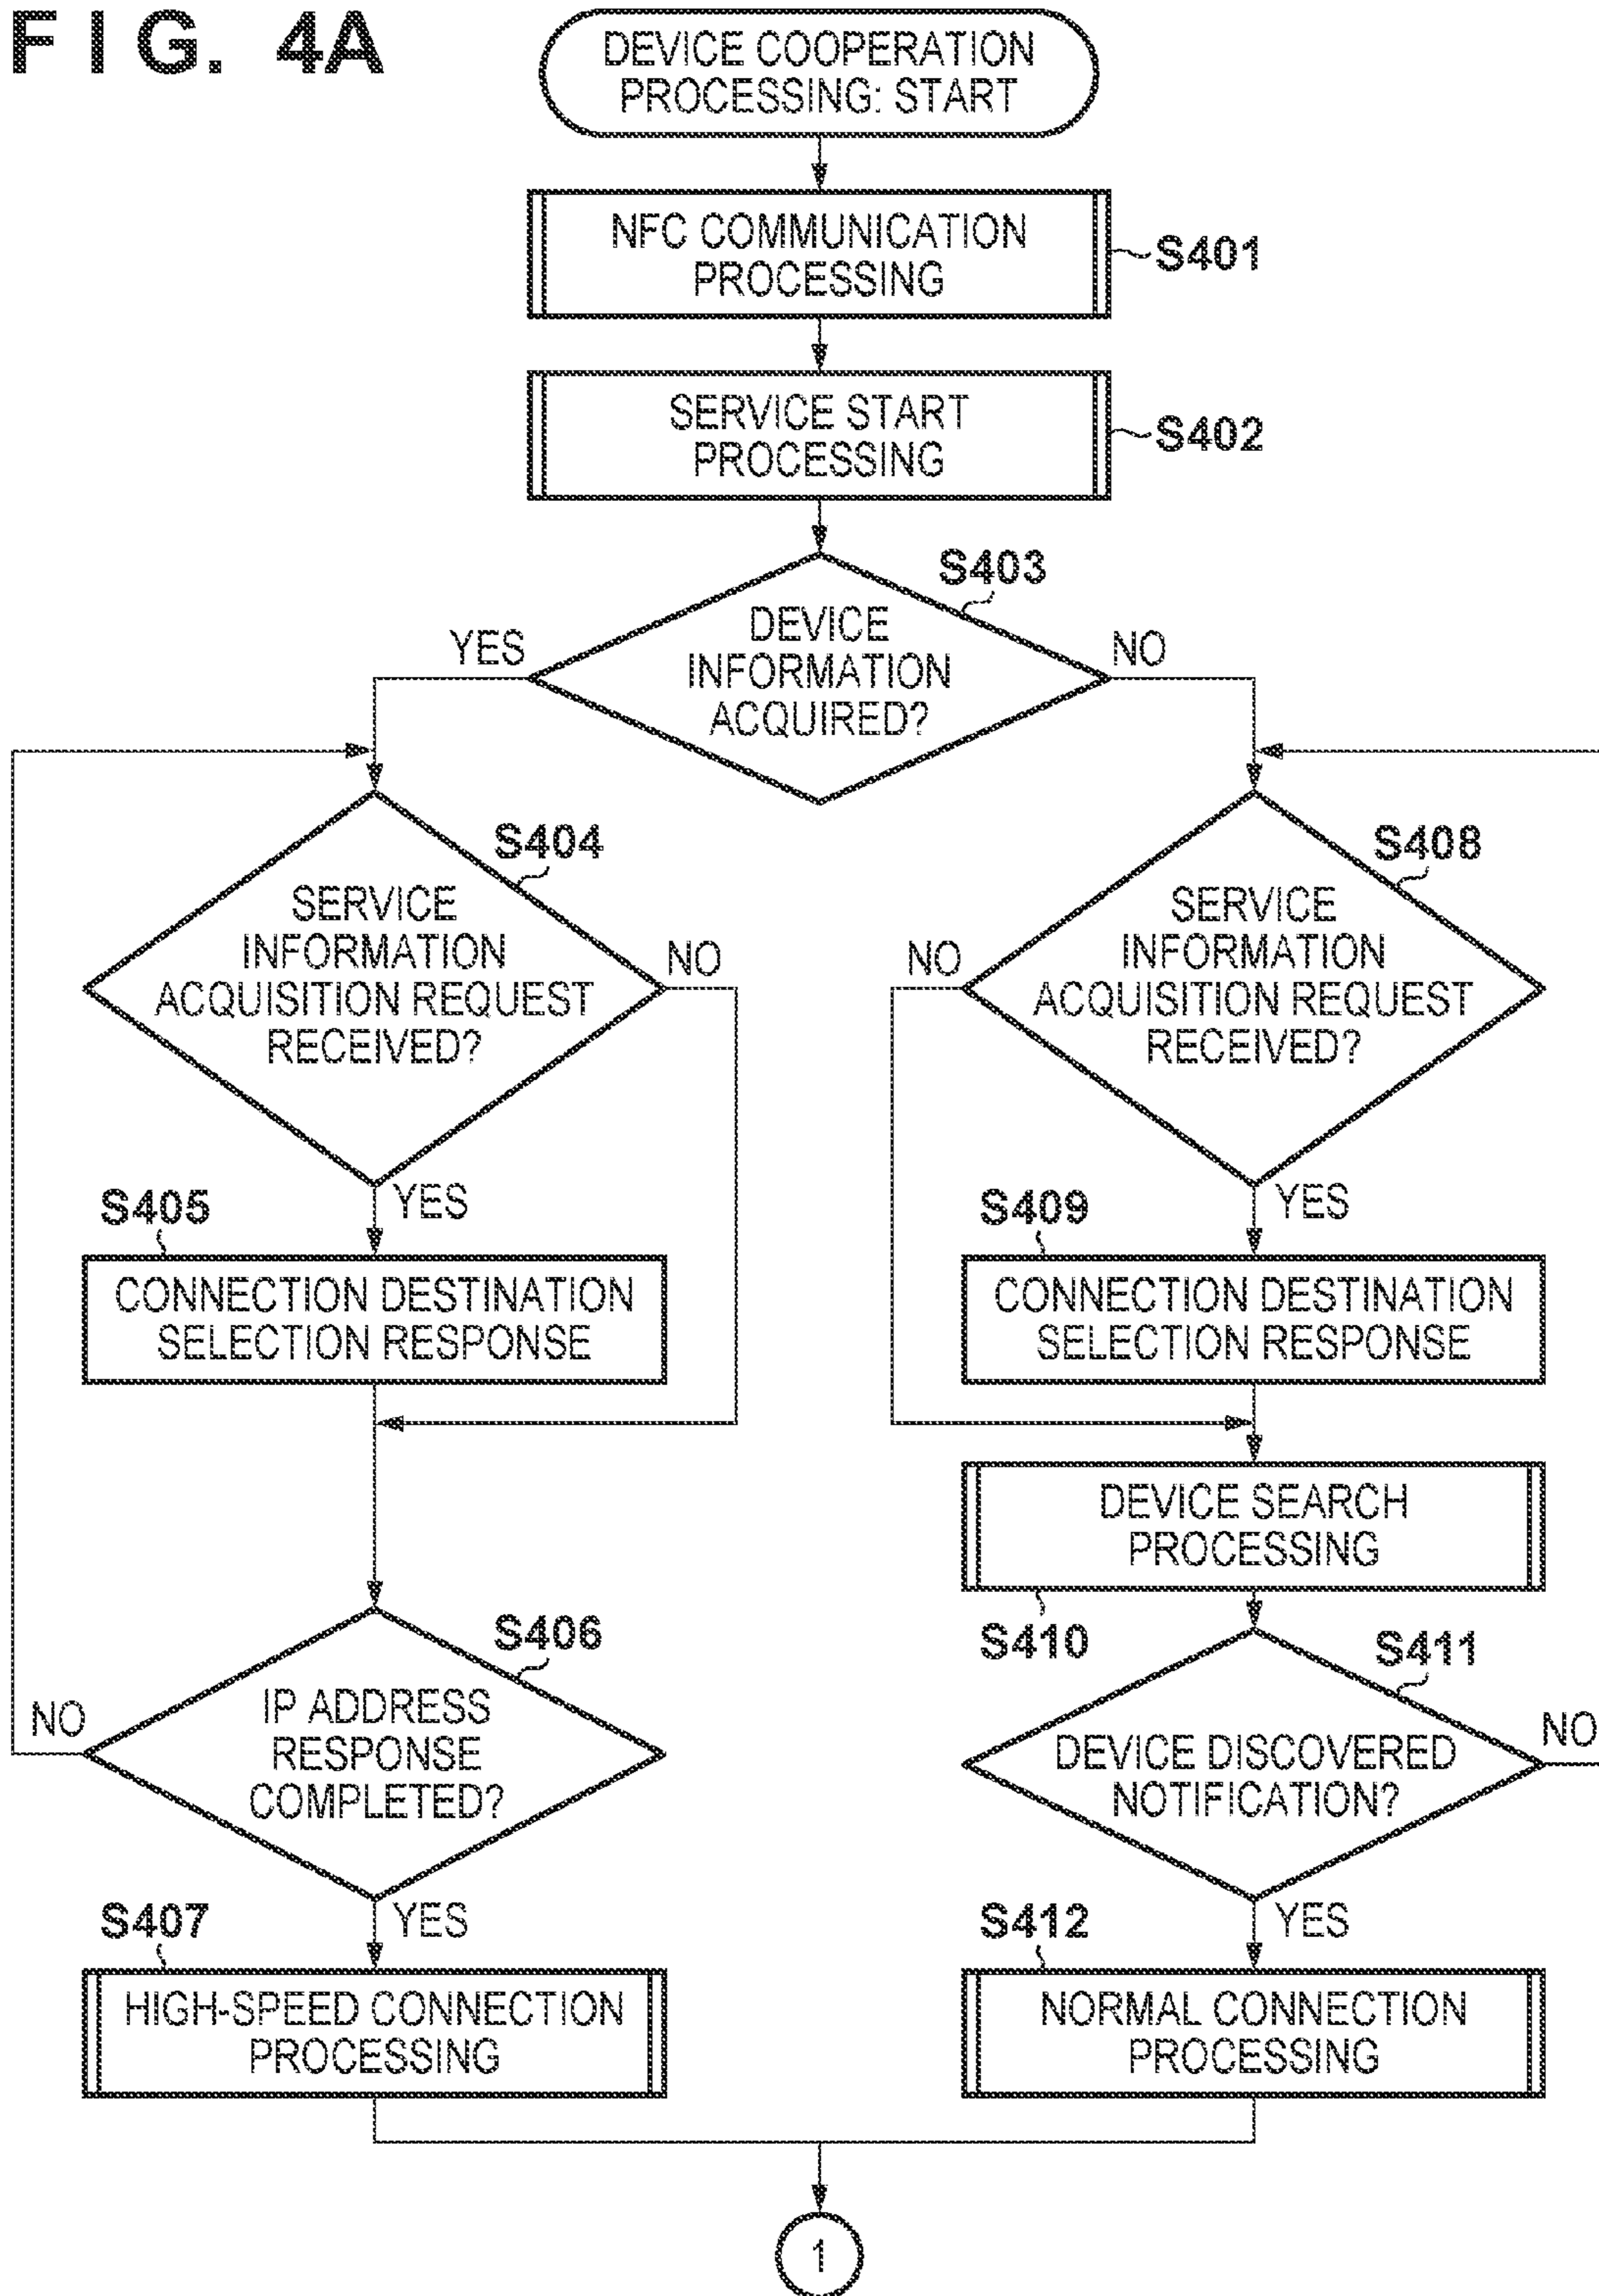 FIG. 4A
DEVICE COOPERATION
PROCESSING: START
NFC COMMUNICATION
PROCESSING
S401
SERVICE START
PROCESSING
S402
S403
DEVICE
INFORMATION
ACQUIRED?
YES
NO
S404
SERVICE
INFORMATION
ACQUISITION REQUEST
RECEIVED?
NO
YES
S405
CONNECTION DESTINATION
SELECTION RESPONSE
S406
IP ADDRESS
RESPONSE
COMPLETED?
NO
YES
S407
HIGH-SPEED CONNECTION
PROCESSING
S408
SERVICE
INFORMATION
ACQUISITION REQUEST
RECEIVED?
NO
YES
S409
CONNECTION DESTINATION
SELECTION RESPONSE
DEVICE SEARCH
PROCESSING
S410
S411
DEVICE DISCOVERED
NOTIFICATION?
NO
YES
S412
NORMAL CONNECTION
PROCESSING
1